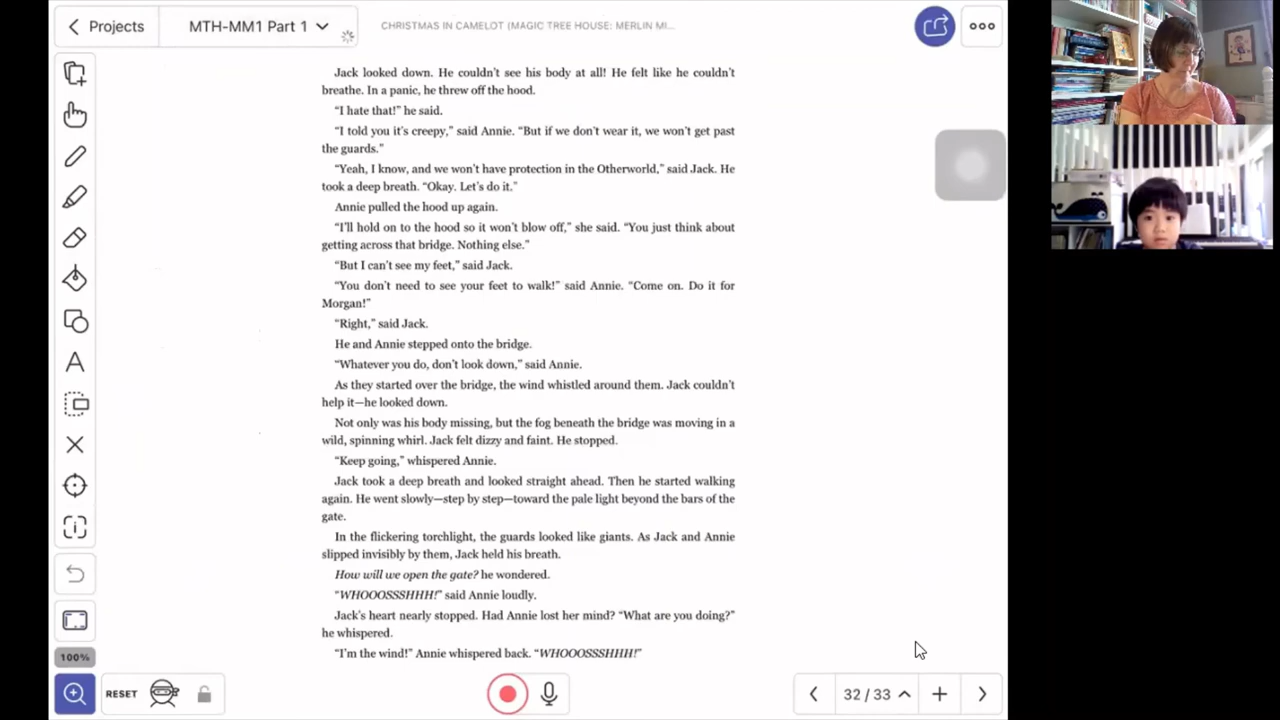 Projects
MTH-MM1 Part 1
CHRISTMAS IN CAMELOT (MAGIC TREE HOUSE: MERLIN MI...
Jack looked down. He couldn't see his body at all! He felt like he couldn't
breathe. In a panic, he threw off the hood.
“I hate that!” he said.
“I told you it's creepy,” said Annie. “But if we don't wear it, we won't get past
the guards.”
“Yeah, I know, and we won't have protection in the Otherworld,” said Jack. He
took a deep breath. “Okay. Let's do it.”
Annie pulled the hood up again.
“I'll hold on to the hood so it won't blow off,” she said. “You just think about
getting across that bridge. Nothing else.”
“But I can't see my feet,” said Jack.
“You don't need to see your feet to walk!” said Annie. “Come on. Do it for
Morgan!”
“Right,” said Jack.
He and Annie stepped onto the bridge.
“Whatever you do, don't look down,” said Annie.
As they started over the bridge, the wind whistled around them. Jack couldn't
help it—he looked down.
Not only was his body missing, but the fog beneath the bridge was moving in a
wild, spinning whirl. Jack felt dizzy and faint. He stopped.
“Keep going,” whispered Annie.
Jack took a deep breath and looked straight ahead. Then he started walking
again. He went slowly—step by step—toward the pale light beyond the bars of the
gate.
In the flickering torchlight, the guards looked like giants. As Jack and Annie
slipped invisibly by them, Jack held his breath.
How will we open the gate? he wondered.
“WHOOOSSSHHH!” said Annie loudly.
Jack's heart nearly stopped. Had Annie lost her mind? “What are you doing?”
he whispered.
“I'm the wind!” Annie whispered back. “WHOOOSSSHHH!”
A
100%
RESET
32 / 33